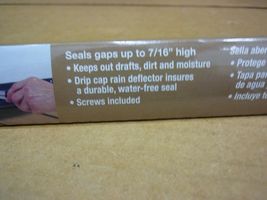 Seals gaps up to 7/16" high
• Keeps out drafts, dirt and moisture
• Drip cap rain deflector insures
a durable, water-free seal
• Screws included
"Sella aber
• Protege
• Tapa par
de agua
• Incluye t